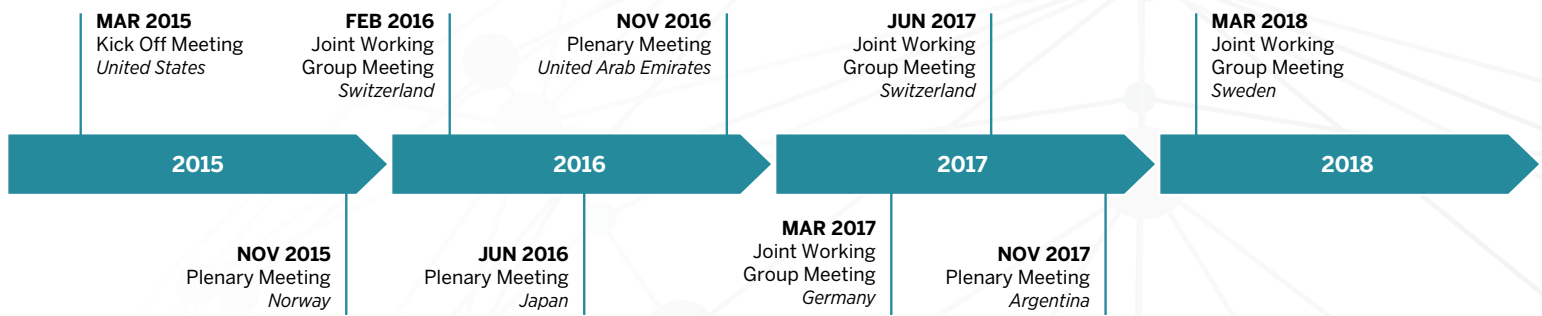 MAR 2015
Kick Off Meeting
United States
FEB 2016
Joint Working
Group Meeting
Switzerland
NOV 2016
Plenary Meeting
United Arab Emirates
JUN 2017
Joint Working
Group Meeting
Switzerland
MAR 2018
Joint Working
Group Meeting
Sweden
2015
2016
2017
2018
NOV 2015
Plenary Meeting
Norway
JUN 2016
Plenary Meeting
Japan
MAR 2017
Joint Working
Group Meeting
Germany
NOV 2017
Plenary Meeting
Argentina